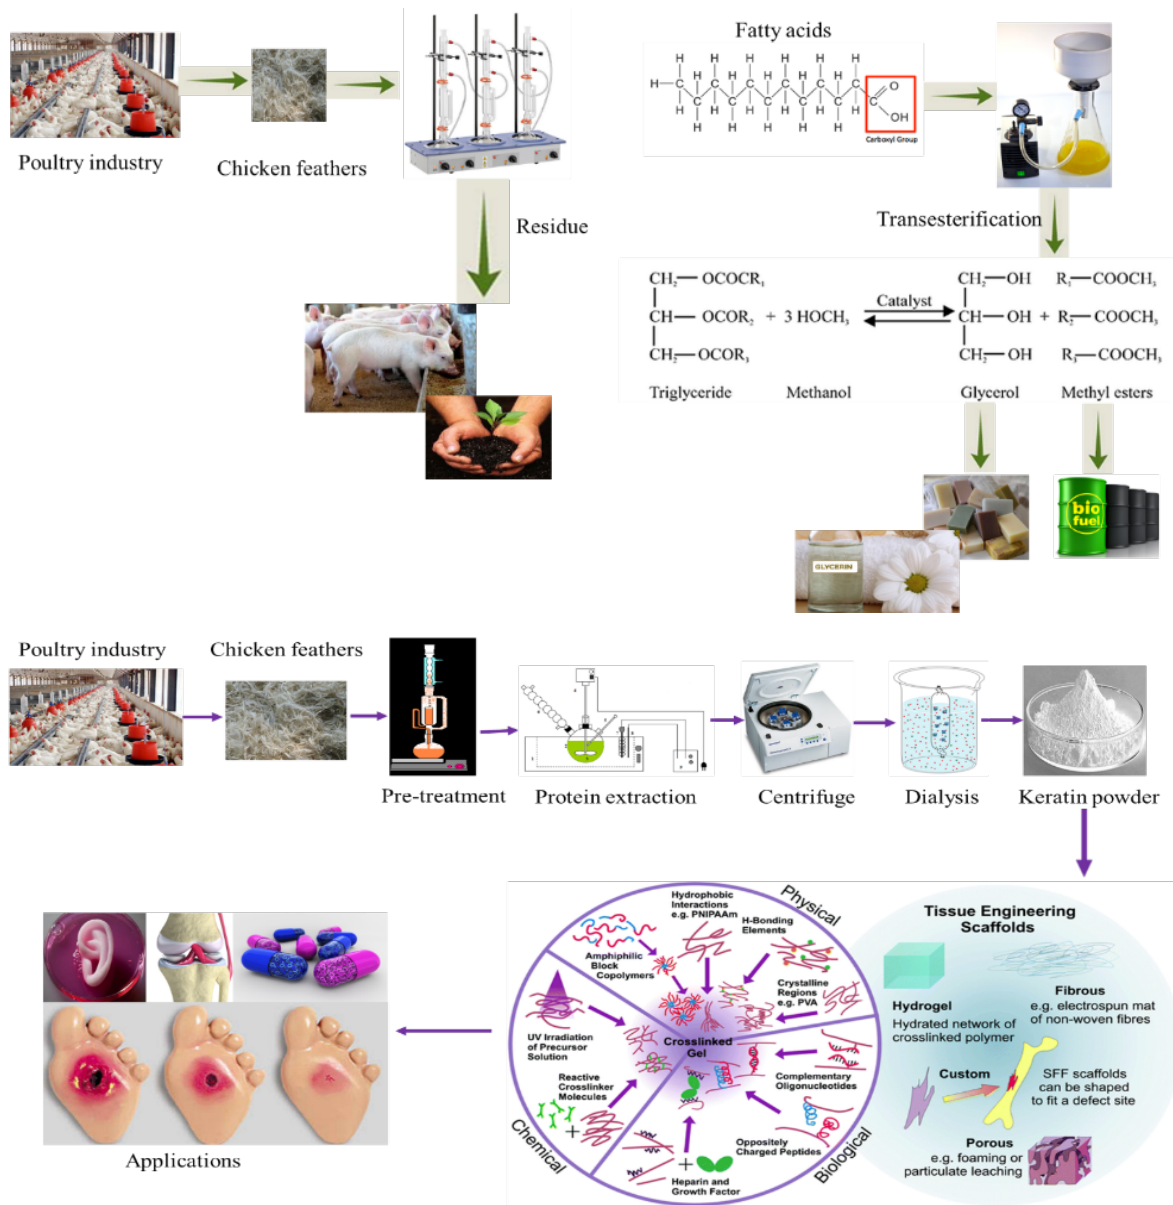 Fatty acids
H H H H H H
H C C C C C C
C C C C C C O
OH
H H H H H H
Carboxyl Group
Poultry industry
Chicken feathers
Residue
Transesterification
CH₂ — OCOCR₁
CH — OCOR₂ + 3 HOCH₃
CH₂ — OCOR₃
Catalyst
CH₂ — OH R₁ — COOCH₃
CH — OH + R₂ — COOCH₃
CH₂ — OH R₃ — COOCH₃
Triglyceride Methanol Glycerol Methyl esters
bio
fuel
GLYCERIN
Poultry industry
Chicken feathers
Pre-treatment
Protein extraction
Centrifuge
Dialysis
Keratin powder
Physical
Hydrophobic
Interactions
e.g. PNIPAAm
H-Bonding
Elements
Amphiphilic
Block
Copolymers
Crystalline
Regions
e.g. PVA
UV Irradiation
of Precursor
Solution
Crosslinked
Gel
Reactive
Crosslinker
Molecules
Complementary
Oligonucleotides
Oppositely
Charged Peptides
Heparin and
Growth Factor
Chemical
Biological
Tissue Engineering
Scaffolds
Hydrogel
Hydrated network of
crosslinked polymer
Fibrous
e.g. electrospun mat
of non-woven fibres
Custom
SFF scaffolds
can be shaped
to fit a defect site
Porous
e.g. foaming or
particulate leaching
Applications